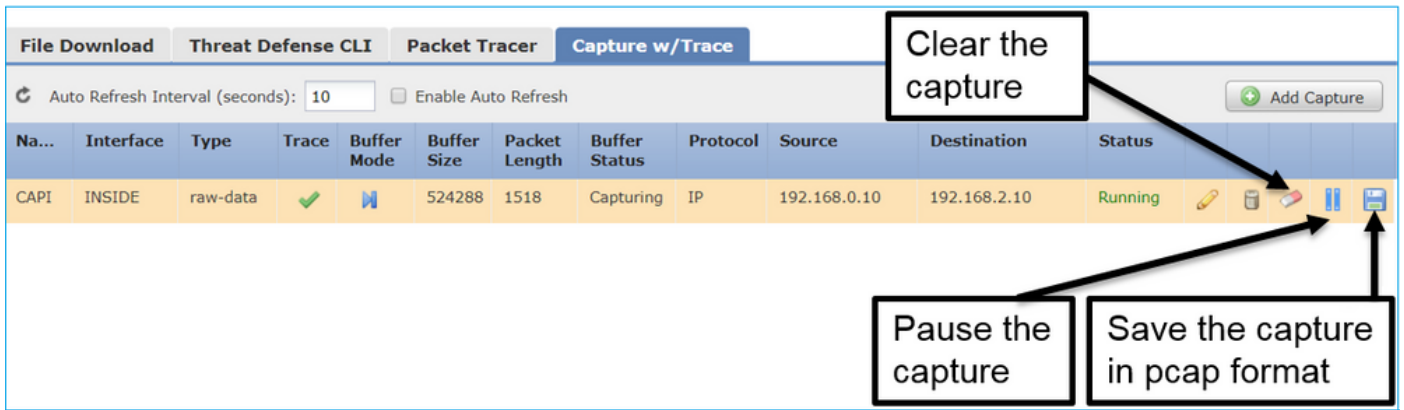 File Download Threat Defense CLI Packet Tracer Capture w/Trace
Clear the
capture
Auto Refresh Interval (seconds): 10 Enable Auto Refresh
Add Capture
Na... Interface Type Trace Buffer Mode Buffer Size Packet Length Buffer Status Protocol Source Destination Status
CAPI INSIDE raw-data 524288 1518 Capturing IP 192.168.0.10 192.168.2.10 Running
Pause the
capture
Save the capture
in pcap format